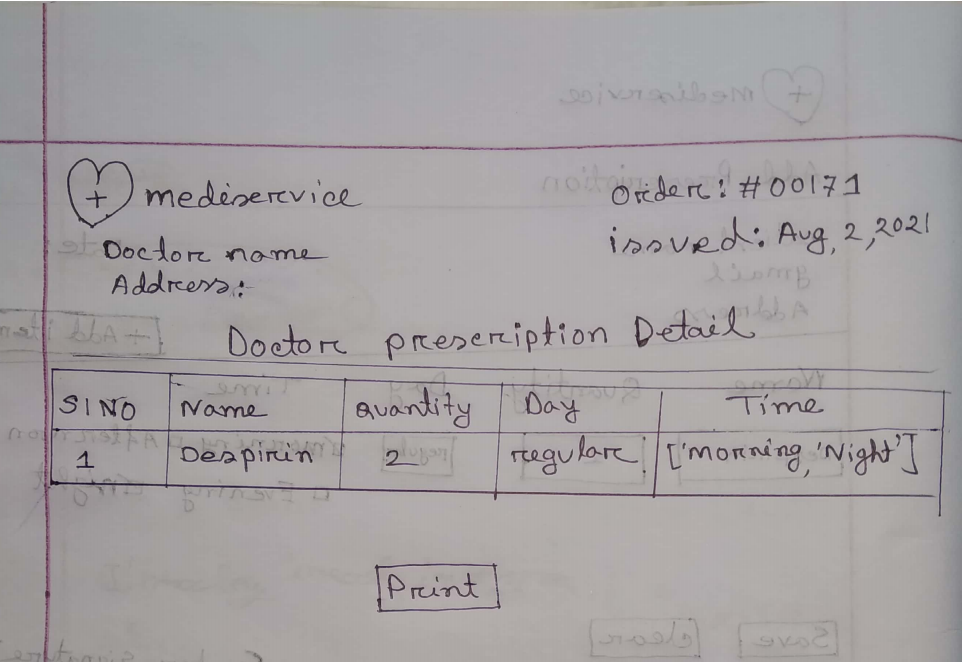 + mediservice
Order: #00171
issued: Aug, 2, 2021
Doctor name
Address:
Doctor prescription Detail
SINO Name Quantity Day Time
1 Despirin 2 regular ['morning, 'Night']
Print